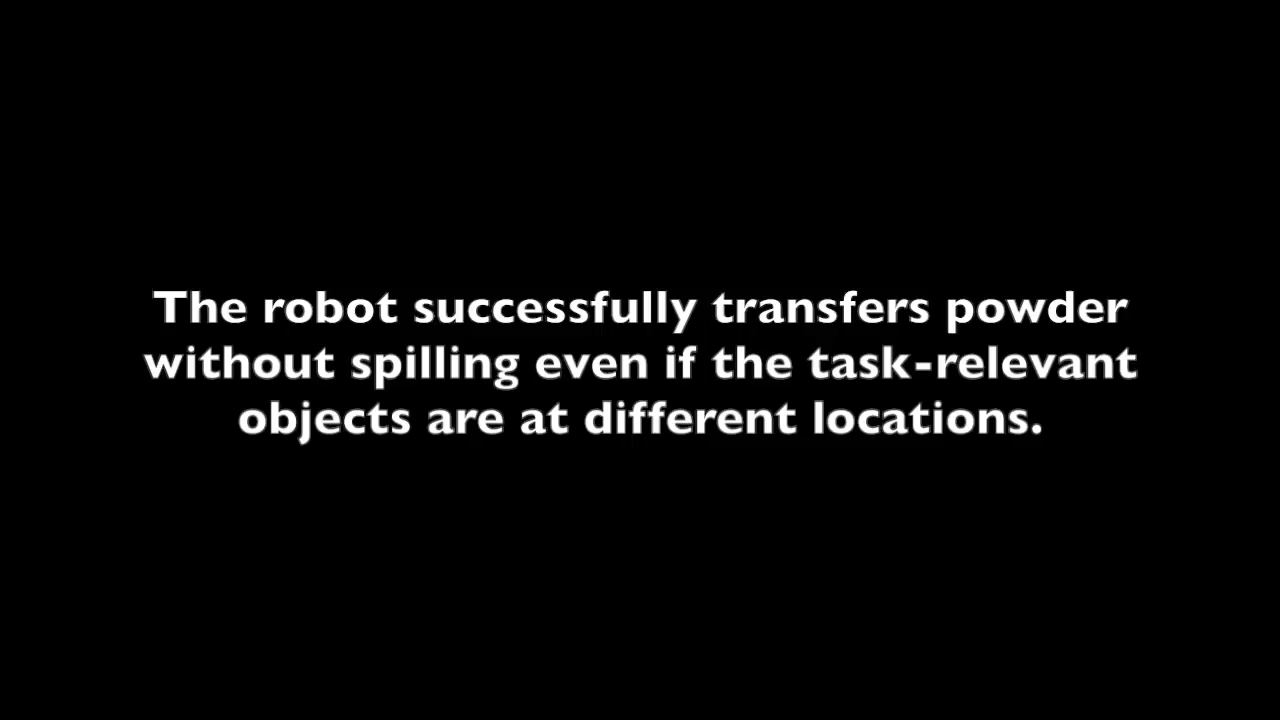 The robot successfully transfers powder
without spilling even if the task-relevant
objects are at different locations.